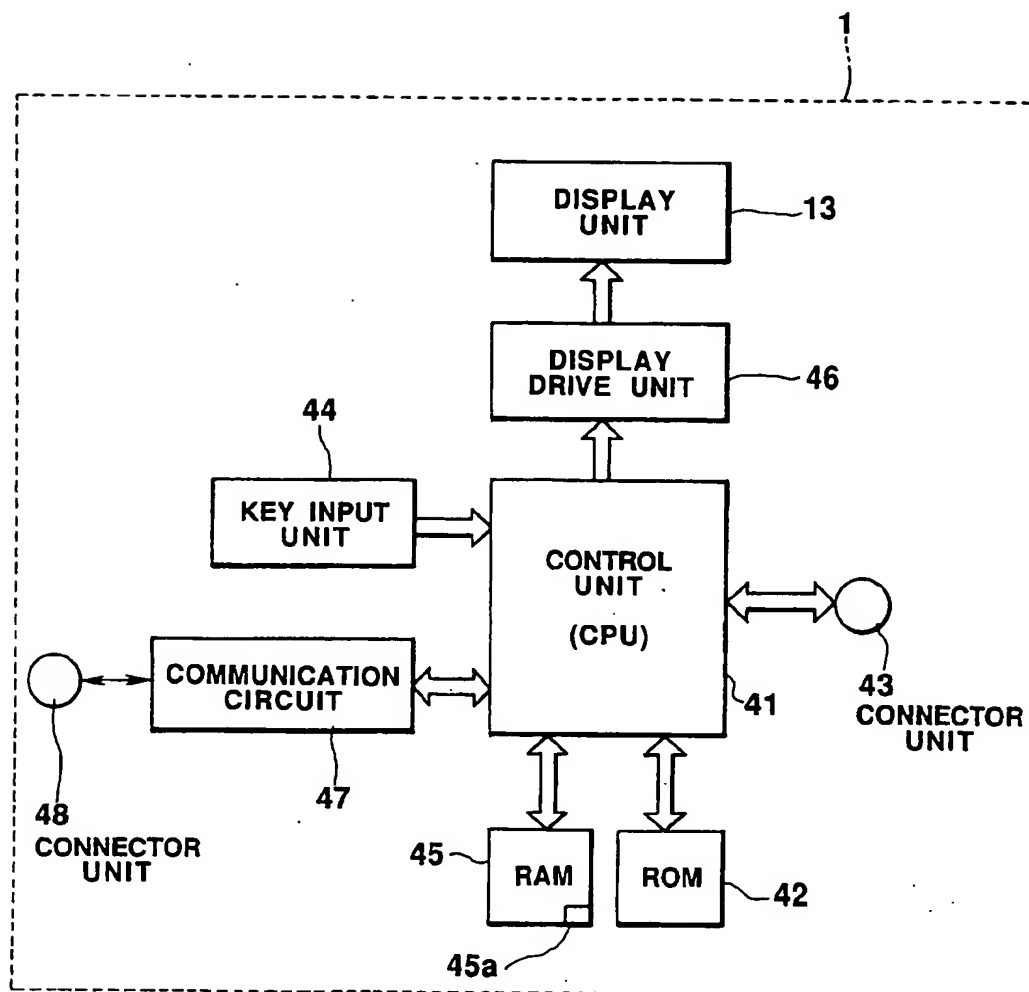 1
DISPLAY
UNIT
13
DISPLAY
DRIVE UNIT
46
44
KEY INPUT
UNIT
CONTROL
UNIT
(CPU)
41
43
CONNECTOR
UNIT
COMMUNICATION
CIRCUIT
47
48
CONNECTOR
UNIT
45
RAM
45a
ROM
42